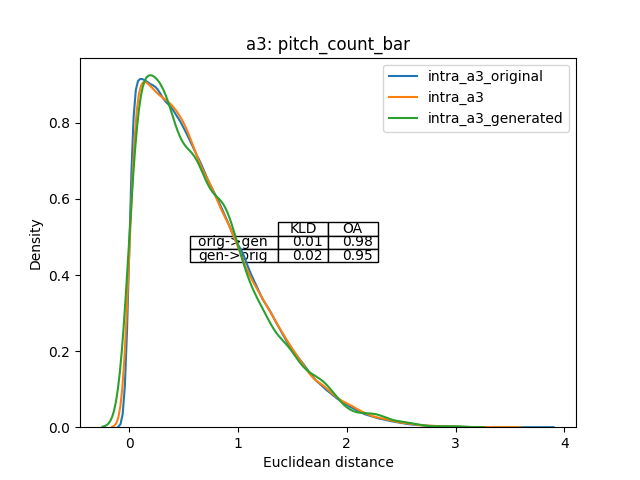 a3: pitch_count_bar
intra_a3_original
intra_a3
intra_a3_generated
KLD OA
orig->gen 0.01 0.98
gen->orig 0.02 0.95
Density
0.8
0.6
0.4
0.2
0.0
0 1 2 3 4
Euclidean distance